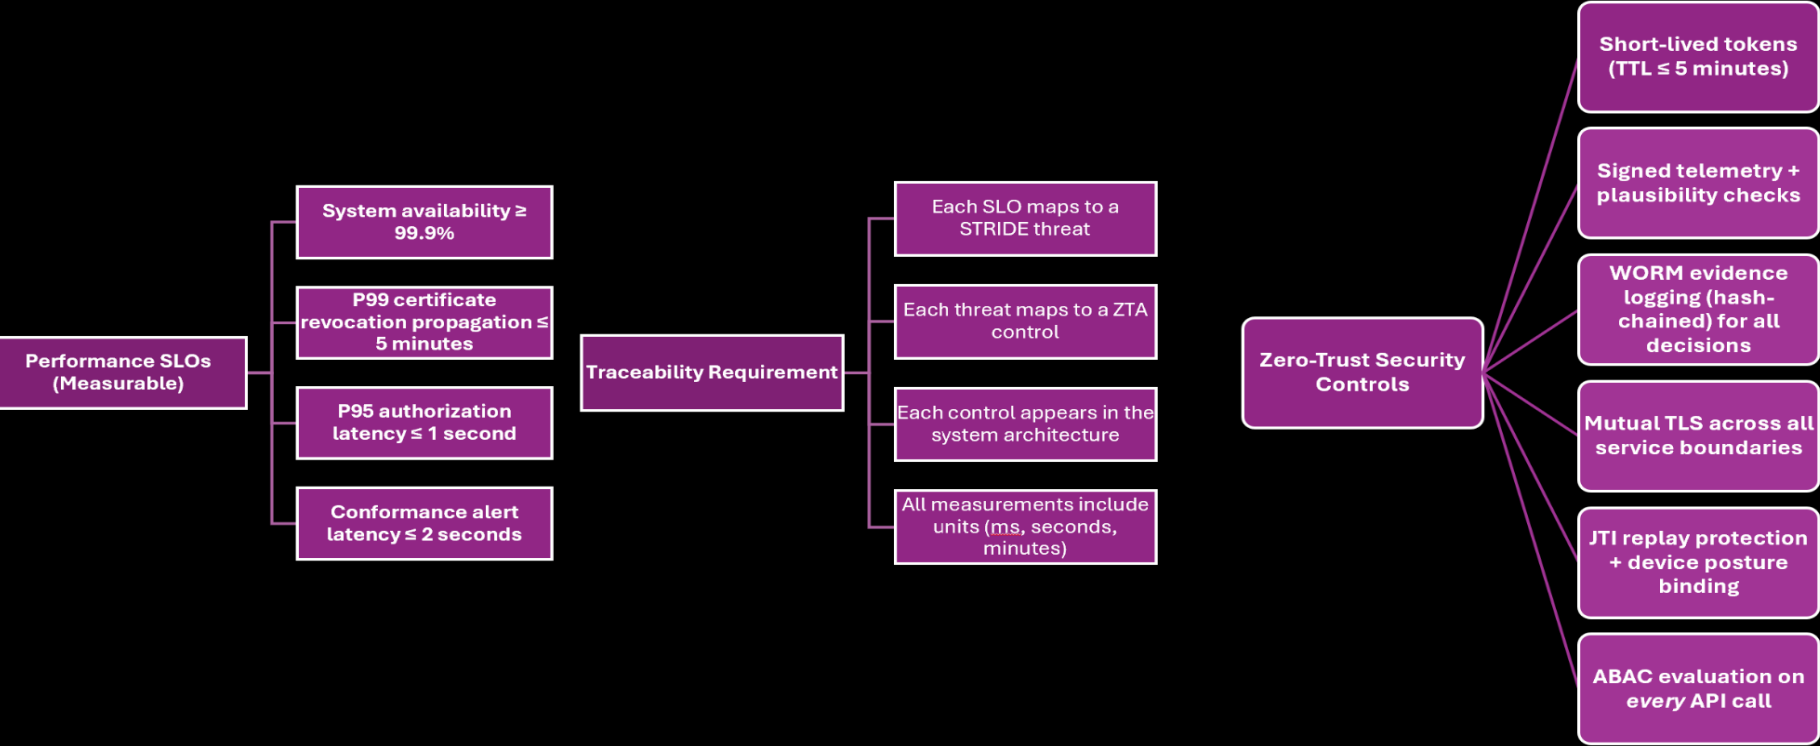 Performance SLOs
(Measurable)
System availability ≥
99.9%
P99 certificate
revocation propagation ≤
5 minutes
P95 authorization
latency ≤ 1 second
Conformance alert
latency ≤ 2 seconds
Traceability Requirement
Each SLO maps to a
STRIDE threat
Each threat maps to a ZTA
control
Each control appears in the
system architecture
All measurements include
units (ms, seconds,
minutes)
Zero-Trust Security
Controls
Short-lived tokens
(TTL ≤ 5 minutes)
Signed telemetry +
plausibility checks
WORM evidence
logging (hash-
chained) for all
decisions
Mutual TLS across all
service boundaries
JTI replay protection
+ device posture
binding
ABAC evaluation on
every API call